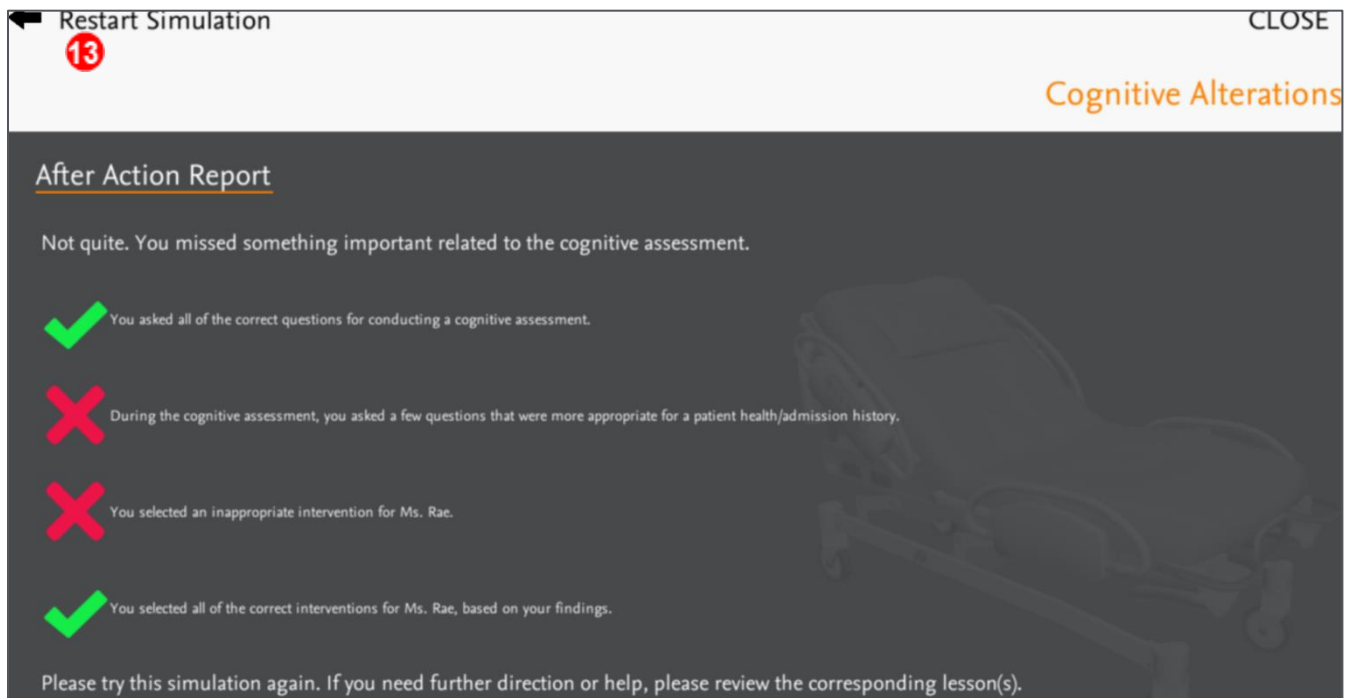 Restart Simulation
CLOSE
13
Cognitive Alterations
After Action Report
Not quite. You missed something important related to the cognitive assessment.
You asked all of the correct questions for conducting a cognitive assessment.
During the cognitive assessment, you asked a few questions that were more appropriate for a patient health/admission history.
You selected an inappropriate intervention for Ms. Rae.
You selected all of the correct interventions for Ms. Rae, based on your findings.
Please try this simulation again. If you need further direction or help, please review the corresponding lesson(s).